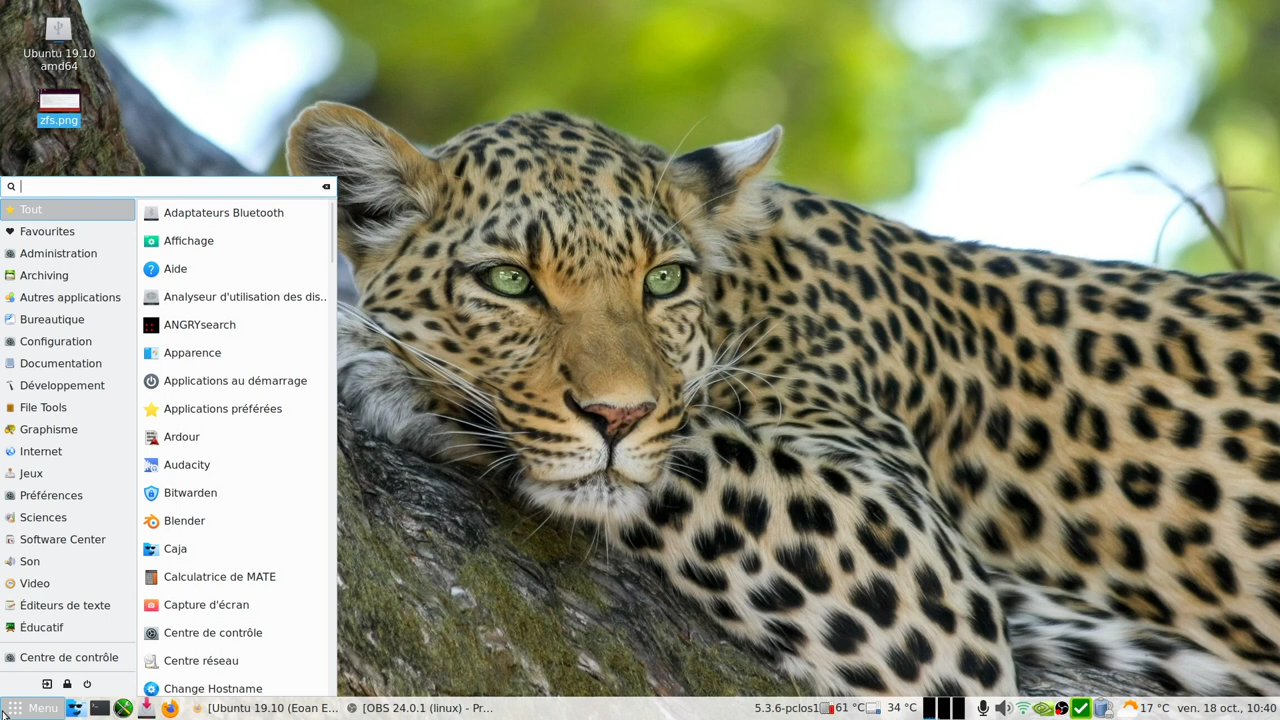 Ubuntu 19.10
amd64
zfs.png
Tout
Favourites
Administration
Archiving
Autres applications
Bureautique
Configuration
Documentation
Développement
File Tools
Graphisme
Internet
Jeux
Préférences
Sciences
Software Center
Son
Video
Éditeurs de texte
Éducatif
Centre de contrôle
Adaptateurs Bluetooth
Affichage
Aide
Analyseur d'utilisation des dis..
ANGRYsearch
Apparence
Applications au démarrage
Applications préférées
Ardour
Audacity
Bitwarden
Blender
Caja
Calculatrice de MATE
Capture d'écran
Centre de contrôle
Centre réseau
Change Hostname
Menu [Ubuntu 19.10 (Eoan E... [OBS 24.0.1 (linux) - Pr... 5.3.6-pclos1 61 °C 34 °C 17 °C ven. 18 oct., 10:40